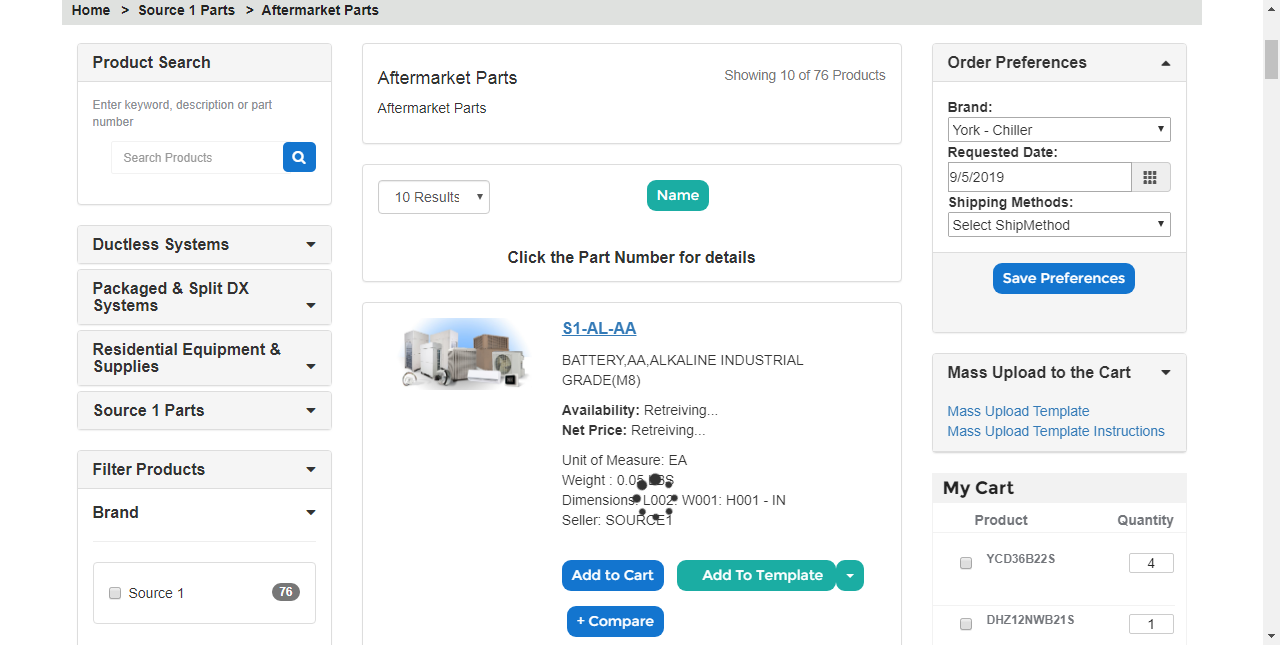 Home > Source 1 Parts > Aftermarket Parts
Product Search
Enter keyword, description or part
number
Search Products
Ductless Systems
Packaged & Split DX
Systems
Residential Equipment &
Supplies
Source 1 Parts
Filter Products
Brand
Source 1
76
Aftermarket Parts
Showing 10 of 76 Products
Aftermarket Parts
10 Results
Name
Click the Part Number for details
S1-AL-AA
BATTERY,AA,ALKALINE INDUSTRIAL
GRADE(M8)
Availability: Retreiving...
Net Price: Retreiving...
Unit of Measure: EA
Weight : 0.05 LBS
Dimensions: L002: W001: H001 - IN
Seller: SOURCE1
Add to Cart
Add To Template
+ Compare
Order Preferences
Brand:
York - Chiller
Requested Date:
9/5/2019
Shipping Methods:
Select ShipMethod
Save Preferences
Mass Upload to the Cart
Mass Upload Template
Mass Upload Template Instructions
My Cart
Product Quantity
YCD36B22S 4
DHZ12NWB21S 1